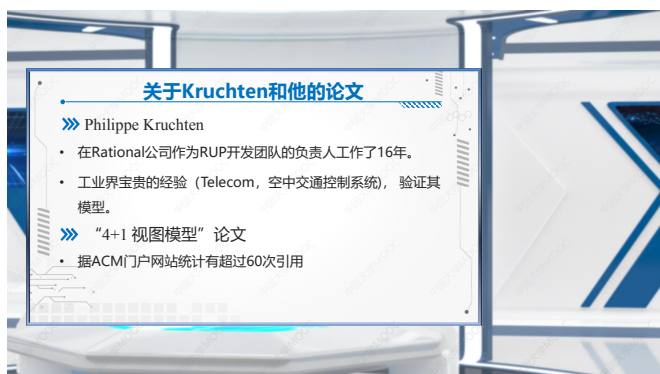 关于Kruchten和他的论文
Philippe Kruchten
• 在Rational公司作为RUP开发团队的负责人工作了16年。
• 工业界宝贵的经验（Telecom，空中交通控制系统）， 验证其
模型。
“4+1 视图模型”论文
• 据ACM门户网站统计有超过60次引用